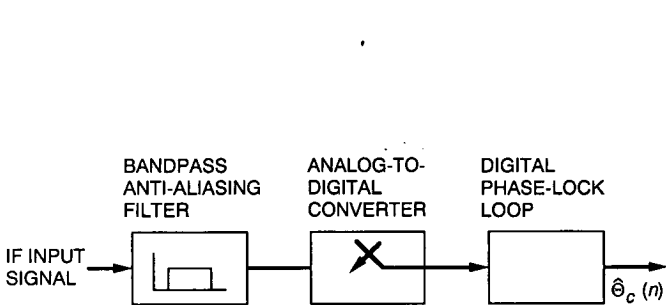 BANDPASS
ANTI-ALIASING
FILTER
ANALOG-TO-
DIGITAL
CONVERTER
DIGITAL
PHASE-LOCK
LOOP
IF INPUT
SIGNAL
Θ̂c (n)